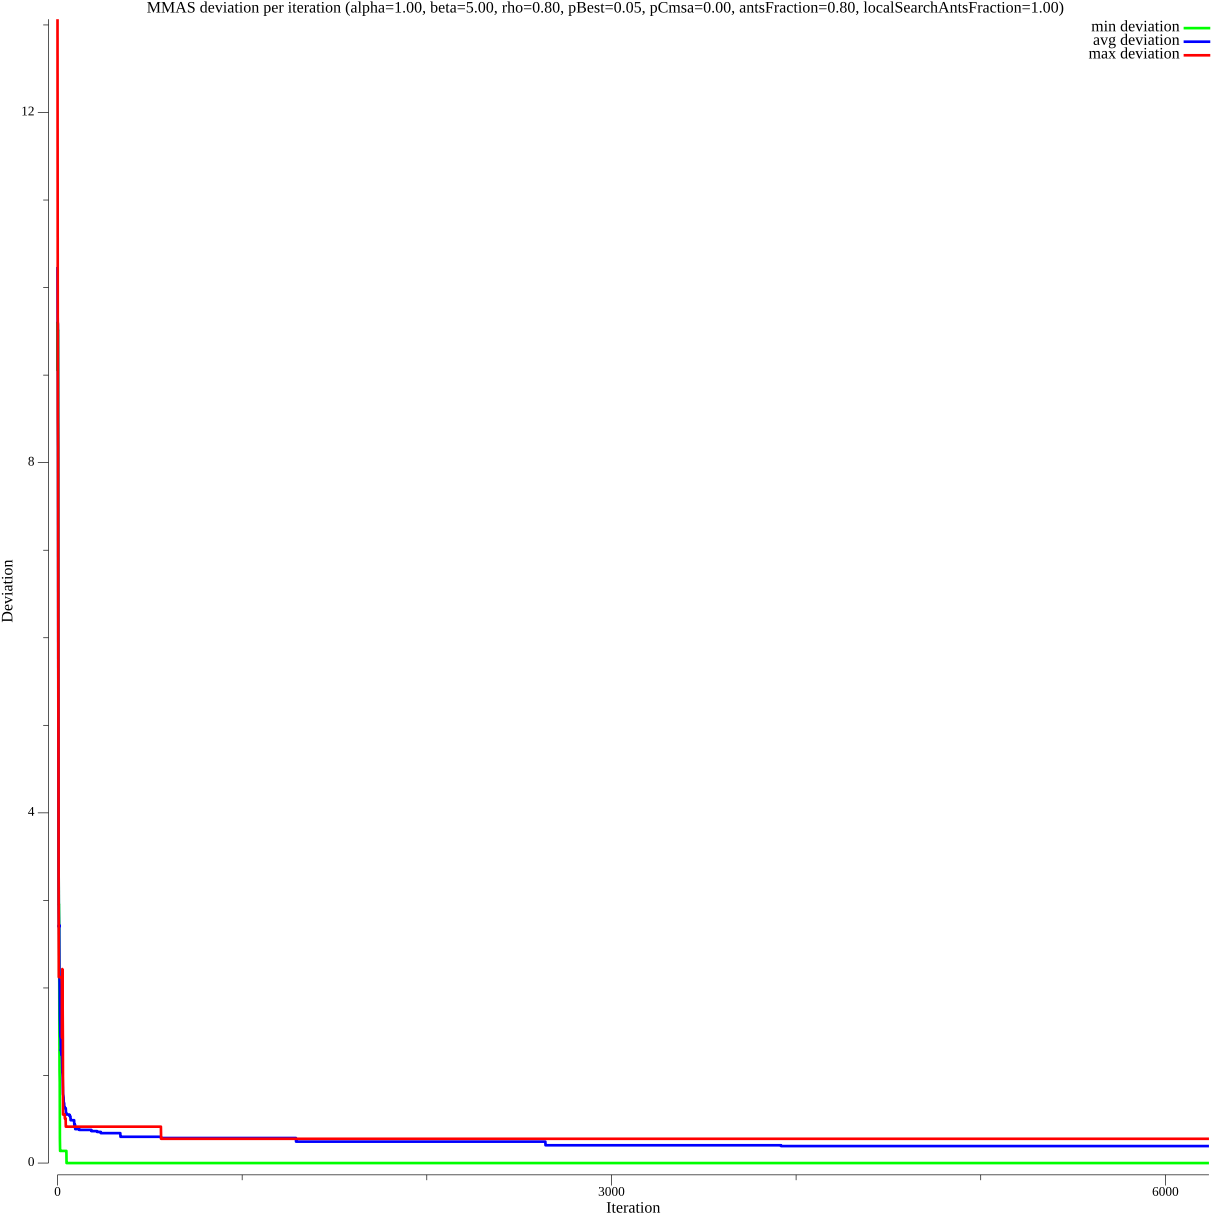 MMAS deviation per iteration (alpha=1.00, beta=5.00, rho=0.80, pBest=0.05, pCmsa=0.00, antsFraction=0.80, localSearchAntsFraction=1.00)
min deviation
avg deviation
max deviation
12
8
4
0
Deviation
0 3000 6000
Iteration